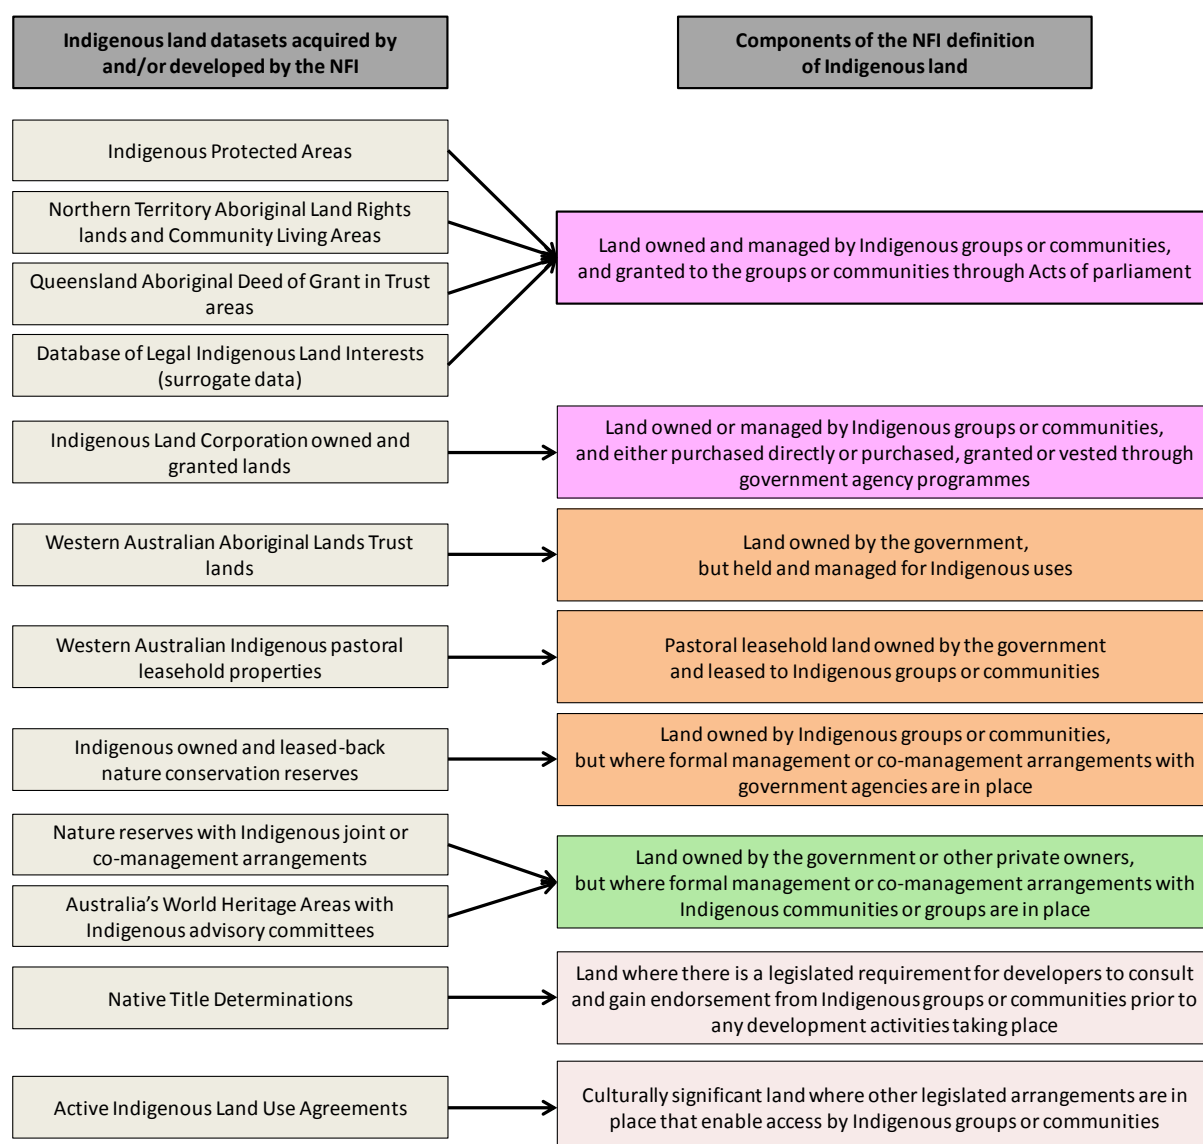 Indigenous land datasets acquired by
and/or developed by the NFI
Components of the NFI definition
of Indigenous land
Indigenous Protected Areas
Northern Territory Aboriginal Land Rights
lands and Community Living Areas
Queensland Aboriginal Deed of Grant in Trust
areas
Database of Legal Indigenous Land Interests
(surrogate data)
Land owned and managed by Indigenous groups or communities,
and granted to the groups or communities through Acts of parliament
Indigenous Land Corporation owned and
granted lands
Land owned or managed by Indigenous groups or communities,
and either purchased directly or purchased, granted or vested through
government agency programmes
Western Australian Aboriginal Lands Trust
lands
Land owned by the government,
but held and managed for Indigenous uses
Western Australian Indigenous pastoral
leasehold properties
Pastoral leasehold land owned by the government
and leased to Indigenous groups or communities
Indigenous owned and leased-back
nature conservation reserves
Land owned by Indigenous groups or communities,
but where formal management or co-management arrangements with
government agencies are in place
Nature reserves with Indigenous joint or
co-management arrangements
Australia's World Heritage Areas with
Indigenous advisory committees
Land owned by the government or other private owners,
but where formal management or co-management arrangements with
Indigenous communities or groups are in place
Native Title Determinations
Land where there is a legislated requirement for developers to consult
and gain endorsement from Indigenous groups or communities prior to
any development activities taking place
Active Indigenous Land Use Agreements
Culturally significant land where other legislated arrangements are in
place that enable access by Indigenous groups or communities